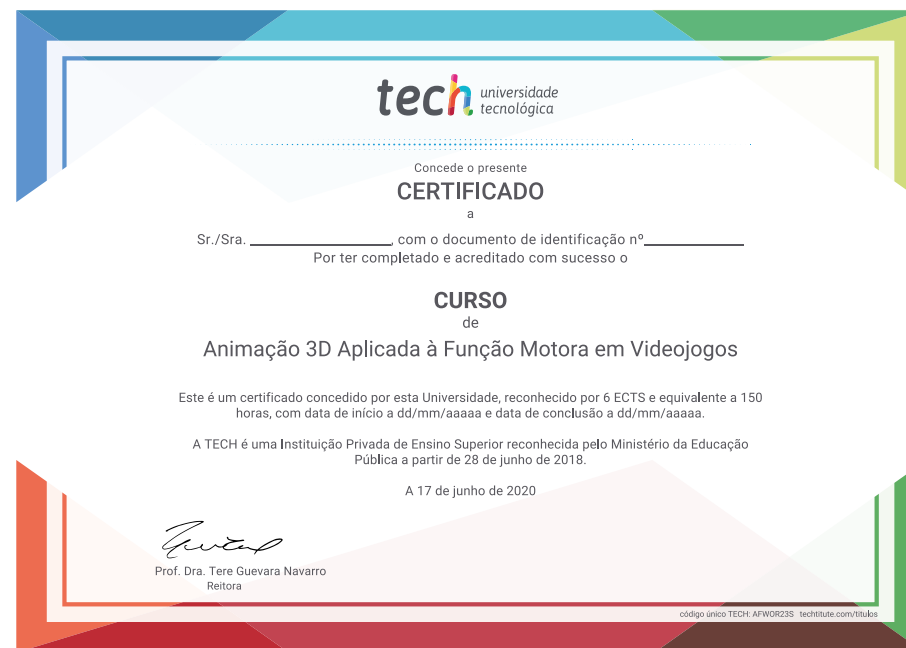 tech universidade
tecnológica
Concede o presente
CERTIFICADO
a
Sr./Sra. ____________________, com o documento de identificação nº______________
Por ter completado e acreditado com sucesso o
CURSO
de
Animação 3D Aplicada à Função Motora em Videojogos
Este é um certificado concedido por esta Universidade, reconhecido por 6 ECTS e equivalente a 150
horas, com data de início a dd/mm/aaaaa e data de conclusão a dd/mm/aaaaa.
A TECH é uma Instituição Privada de Ensino Superior reconhecida pelo Ministério da Educação
Pública a partir de 28 de junho de 2018.
A 17 de junho de 2020
Prof. Dra. Tere Guevara Navarro
Reitora
código único TECH: AFWOR23S techtitute.com/titulos